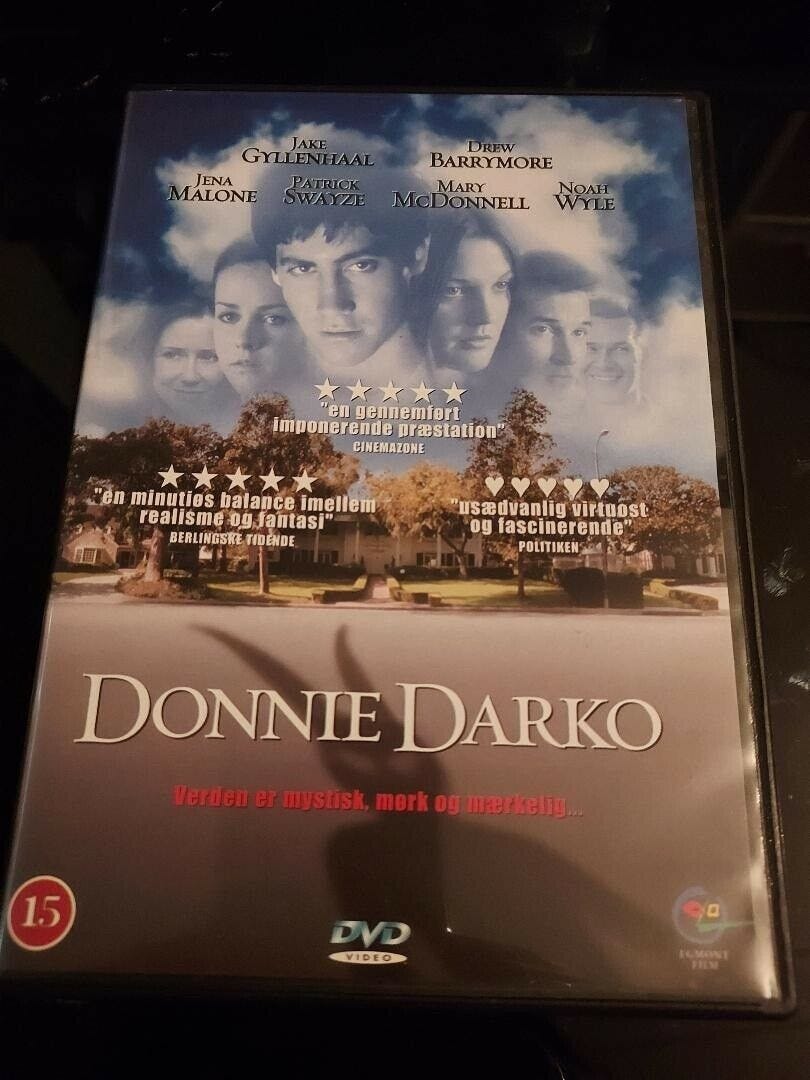 JAKE GYLLENHAAL
DREW BARRYMORE
JENA MALONE
PATRICK SWAYZE
MARY McDONNELL
NOAH WYLE
"en gennemført
imponerende præstation"
CINEMAZONE
"en minutiøs balance imellem
realisme og fantasi"
BERLINGSKE TIDENDE
"usædvanlig virtuost
og fascinerende"
POLITIKEN
DONNIE DARKO
Verden er mystisk, mørk og mærkelig...
15
DVD
VIDEO
EGMONT
FILM